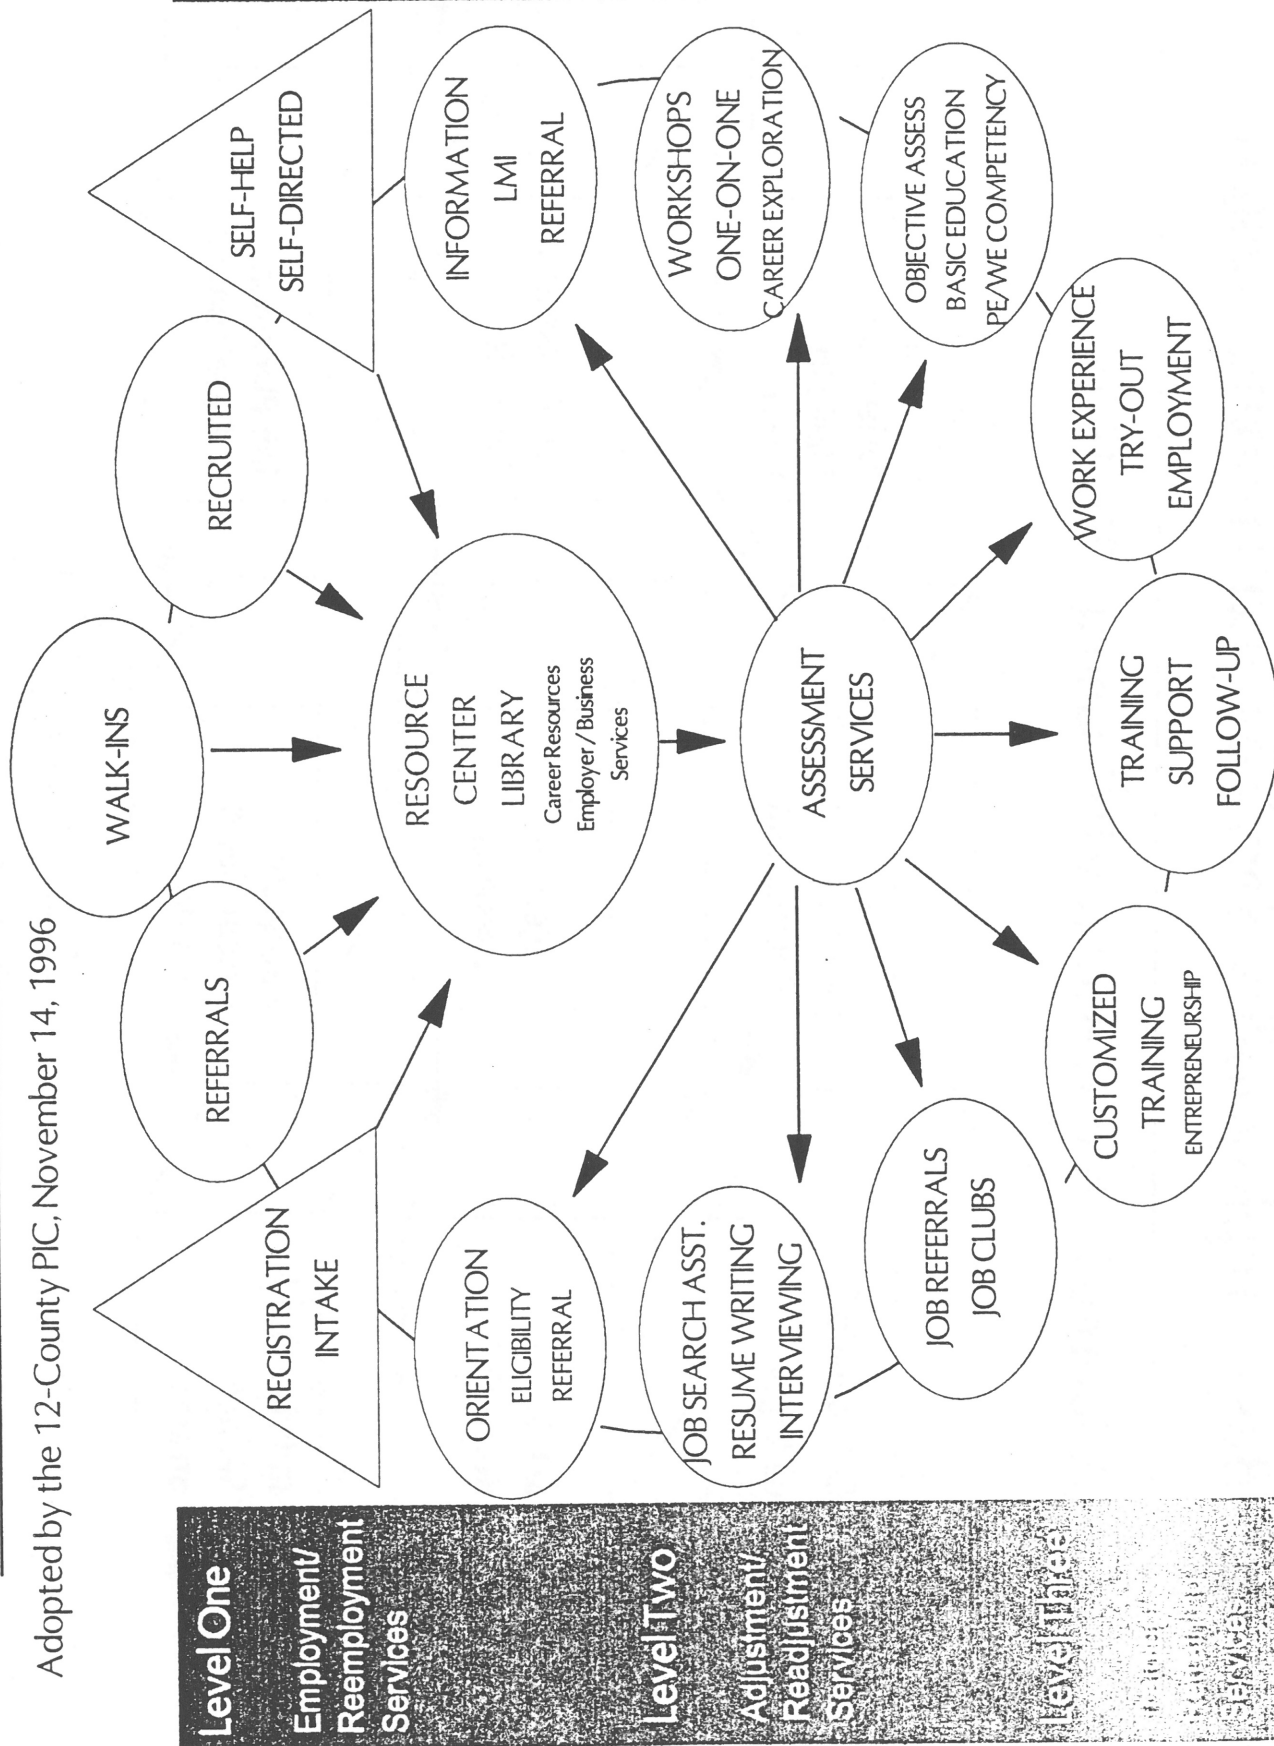 Adopted by the 12-County PIC, November 14, 1996
Level One
Employment/
Reemployment
Services
Level Two
Adjustment/
Readjustment
Services
Level Three
Services
REGISTRATION
INTAKE
REFERRALS
WALK-INS
RECRUITED
SELF-HELP
SELF-DIRECTED
RESOURCE
CENTER
LIBRARY
Career Resources
Employer / Business
Services
ORIENTATION
ELIGIBILITY
REFERRAL
INFORMATION
LMI
REFERRAL
JOB SEARCH ASST.
RESUME WRITING
INTERVIEWING
ASSESSMENT
SERVICES
WORKSHOPS
ONE-ON-ONE
CAREER EXPLORATION
JOB REFERRALS
JOB CLUBS
OBJECTIVE ASSESS
BASIC EDUCATION
PE/WE COMPETENCY
CUSTOMIZED
TRAINING
ENTREPRENEURSHIP
TRAINING
SUPPORT
FOLLOW-UP
WORK EXPERIENCE
TRY-OUT
EMPLOYMENT